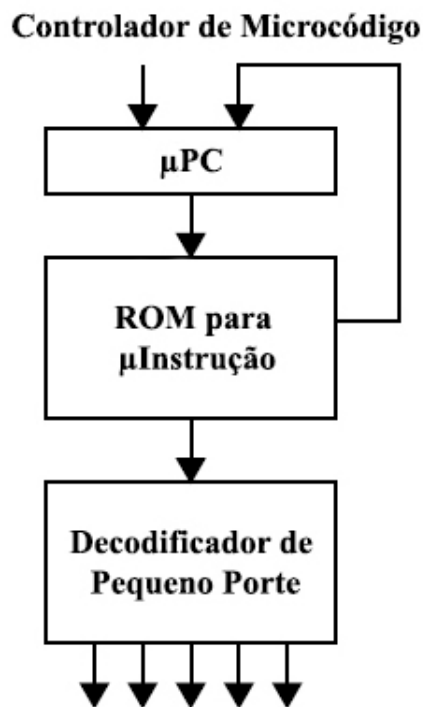 Controlador de Microcódigo
μPC
ROM para
μInstrução
Decodificador de
Pequeno Porte